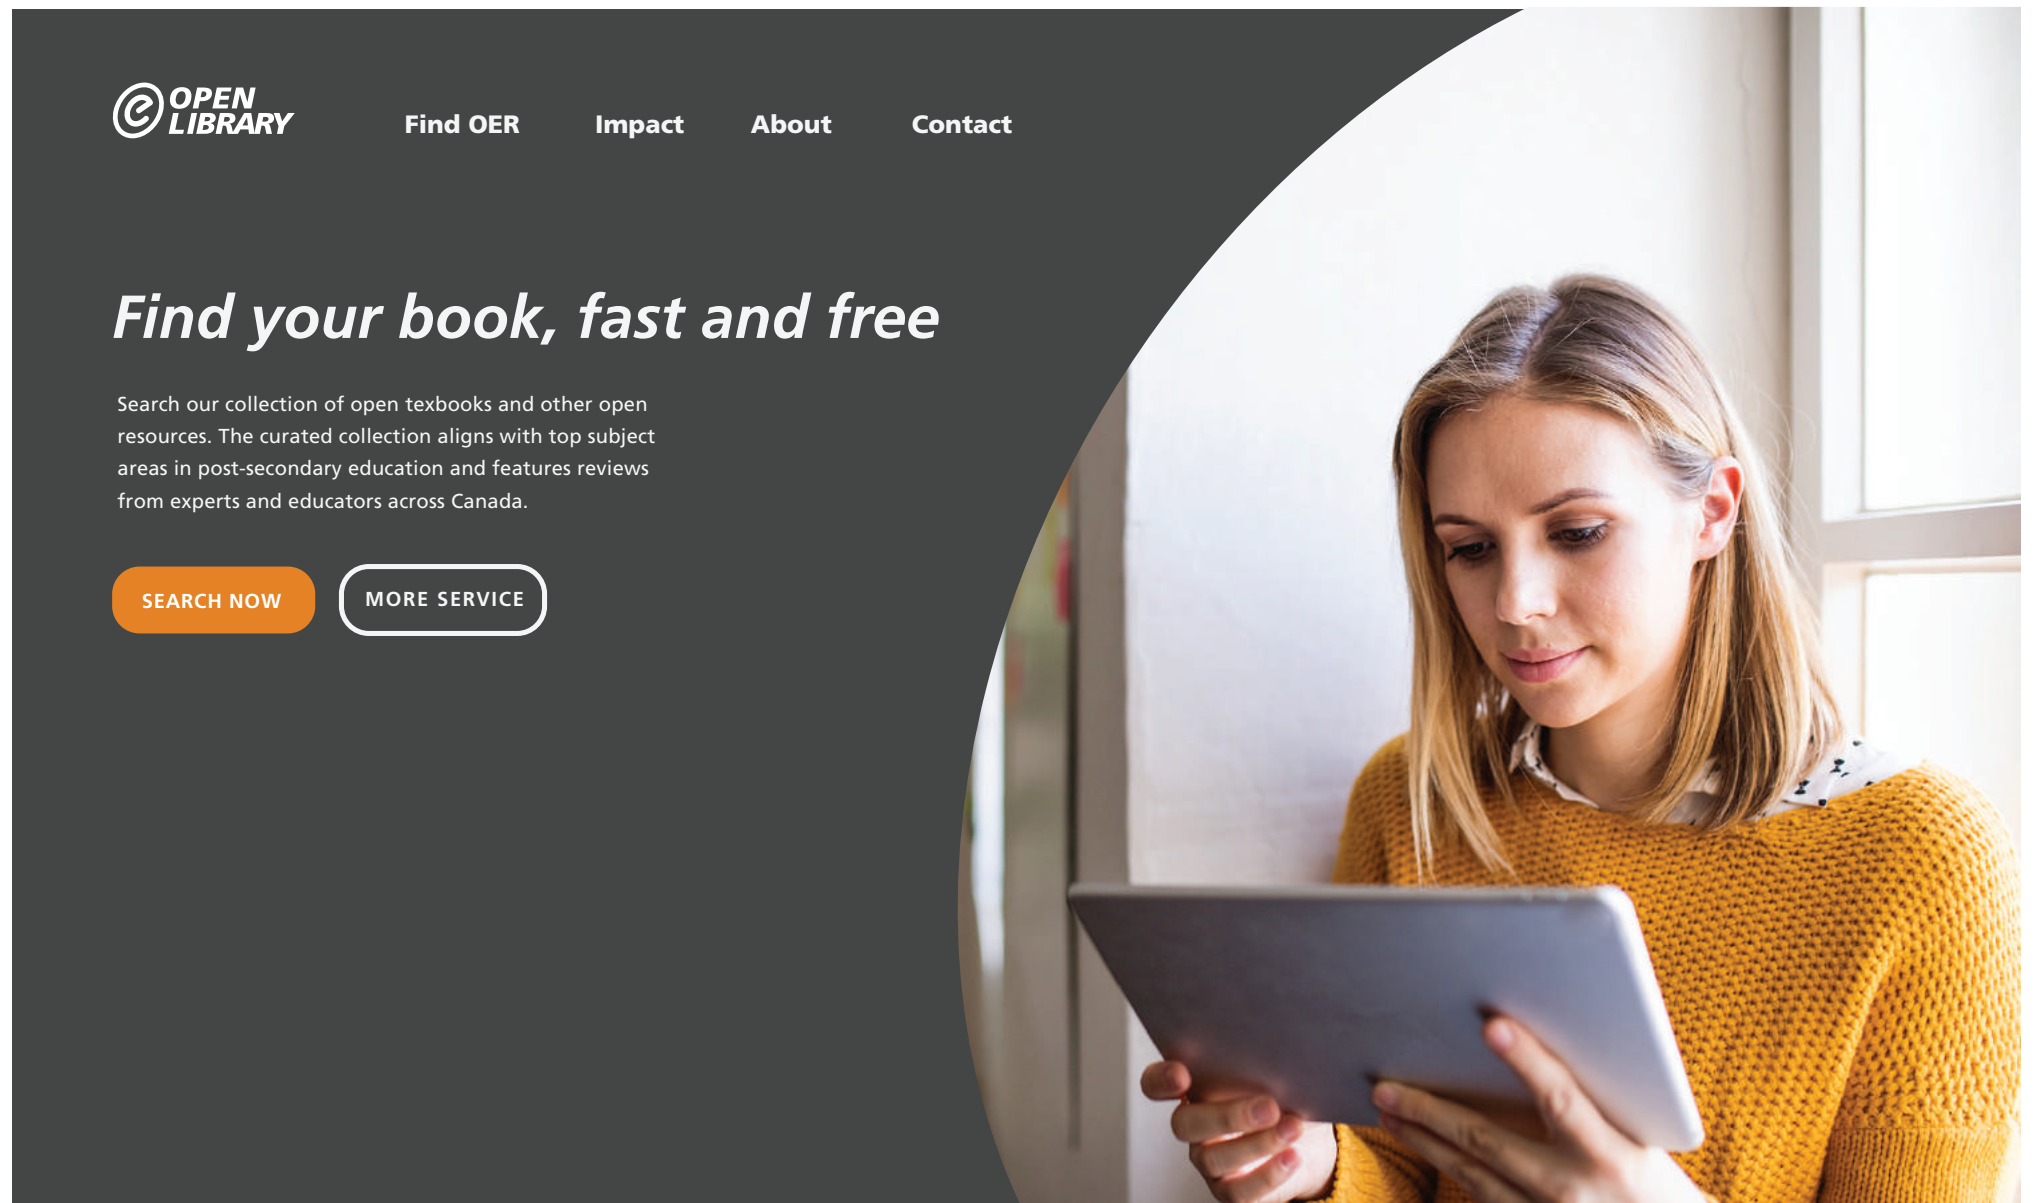 OPEN
LIBRARY
Find OER Impact About Contact
Find your book, fast and free
Search our collection of open texbooks and other open
resources. The curated collection aligns with top subject
areas in post-secondary education and features reviews
from experts and educators across Canada.
SEARCH NOW MORE SERVICE